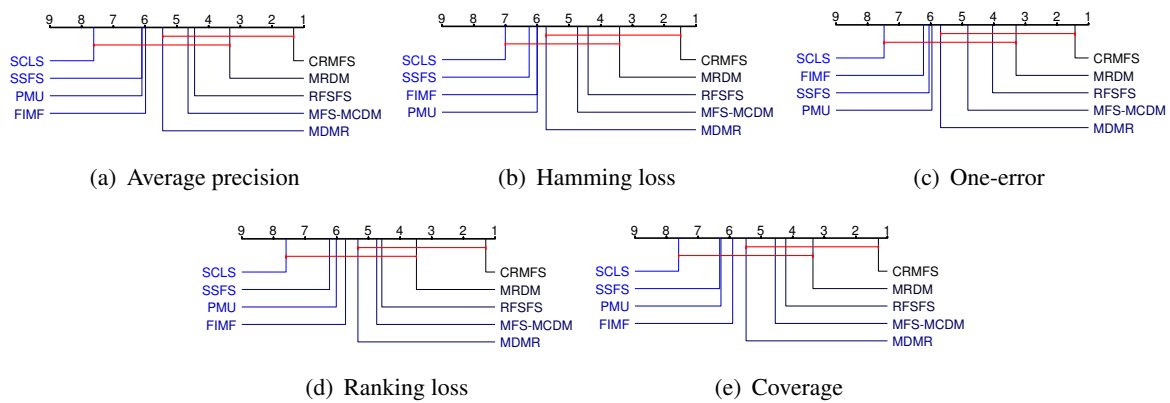 9 8 7 6 5 4 3 2 1
SCLS
SSFS
PMU
FIMF
CRMFS
MRDM
RFSFS
MFS-MCDM
MDMR
(a) Average precision
9 8 7 6 5 4 3 2 1
SCLS
SSFS
FIMF
PMU
CRMFS
MRDM
RFSFS
MFS-MCDM
MDMR
(b) Hamming loss
9 8 7 6 5 4 3 2 1
SCLS
FIMF
SSFS
PMU
CRMFS
MRDM
RFSFS
MFS-MCDM
MDMR
(c) One-error
9 8 7 6 5 4 3 2 1
SCLS
SSFS
PMU
FIMF
CRMFS
MRDM
RFSFS
MFS-MCDM
MDMR
(d) Ranking loss
9 8 7 6 5 4 3 2 1
SCLS
SSFS
PMU
FIMF
CRMFS
MRDM
RFSFS
MFS-MCDM
MDMR
(e) Coverage